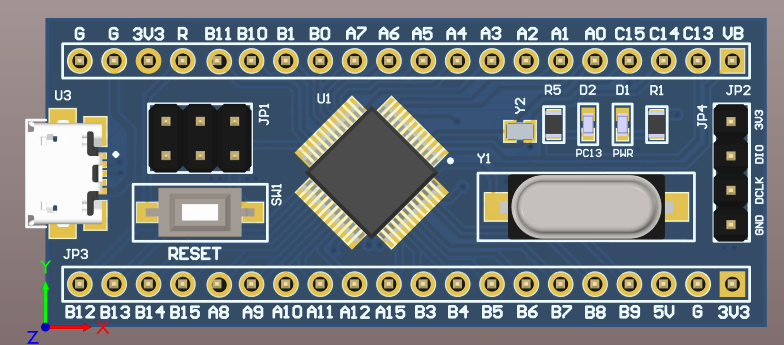 G G 3V3 R B11 B10 B1 B0 A7 A6 A5 A4 A3 A2 A1 A0 C15 C14 C13 VB
U3 JP1 U1 Y2 R5 D2 D1 R1 JP4 JP2
3V3
DIO
DCLK
GND
PC13 PWR
Y1
SW1
RESET
JP3
B12 B13 B14 B15 A8 A9 A10 A11 A12 A15 B3 B4 B5 B6 B7 B8 B9 5V G 3V3
Y
X
Z